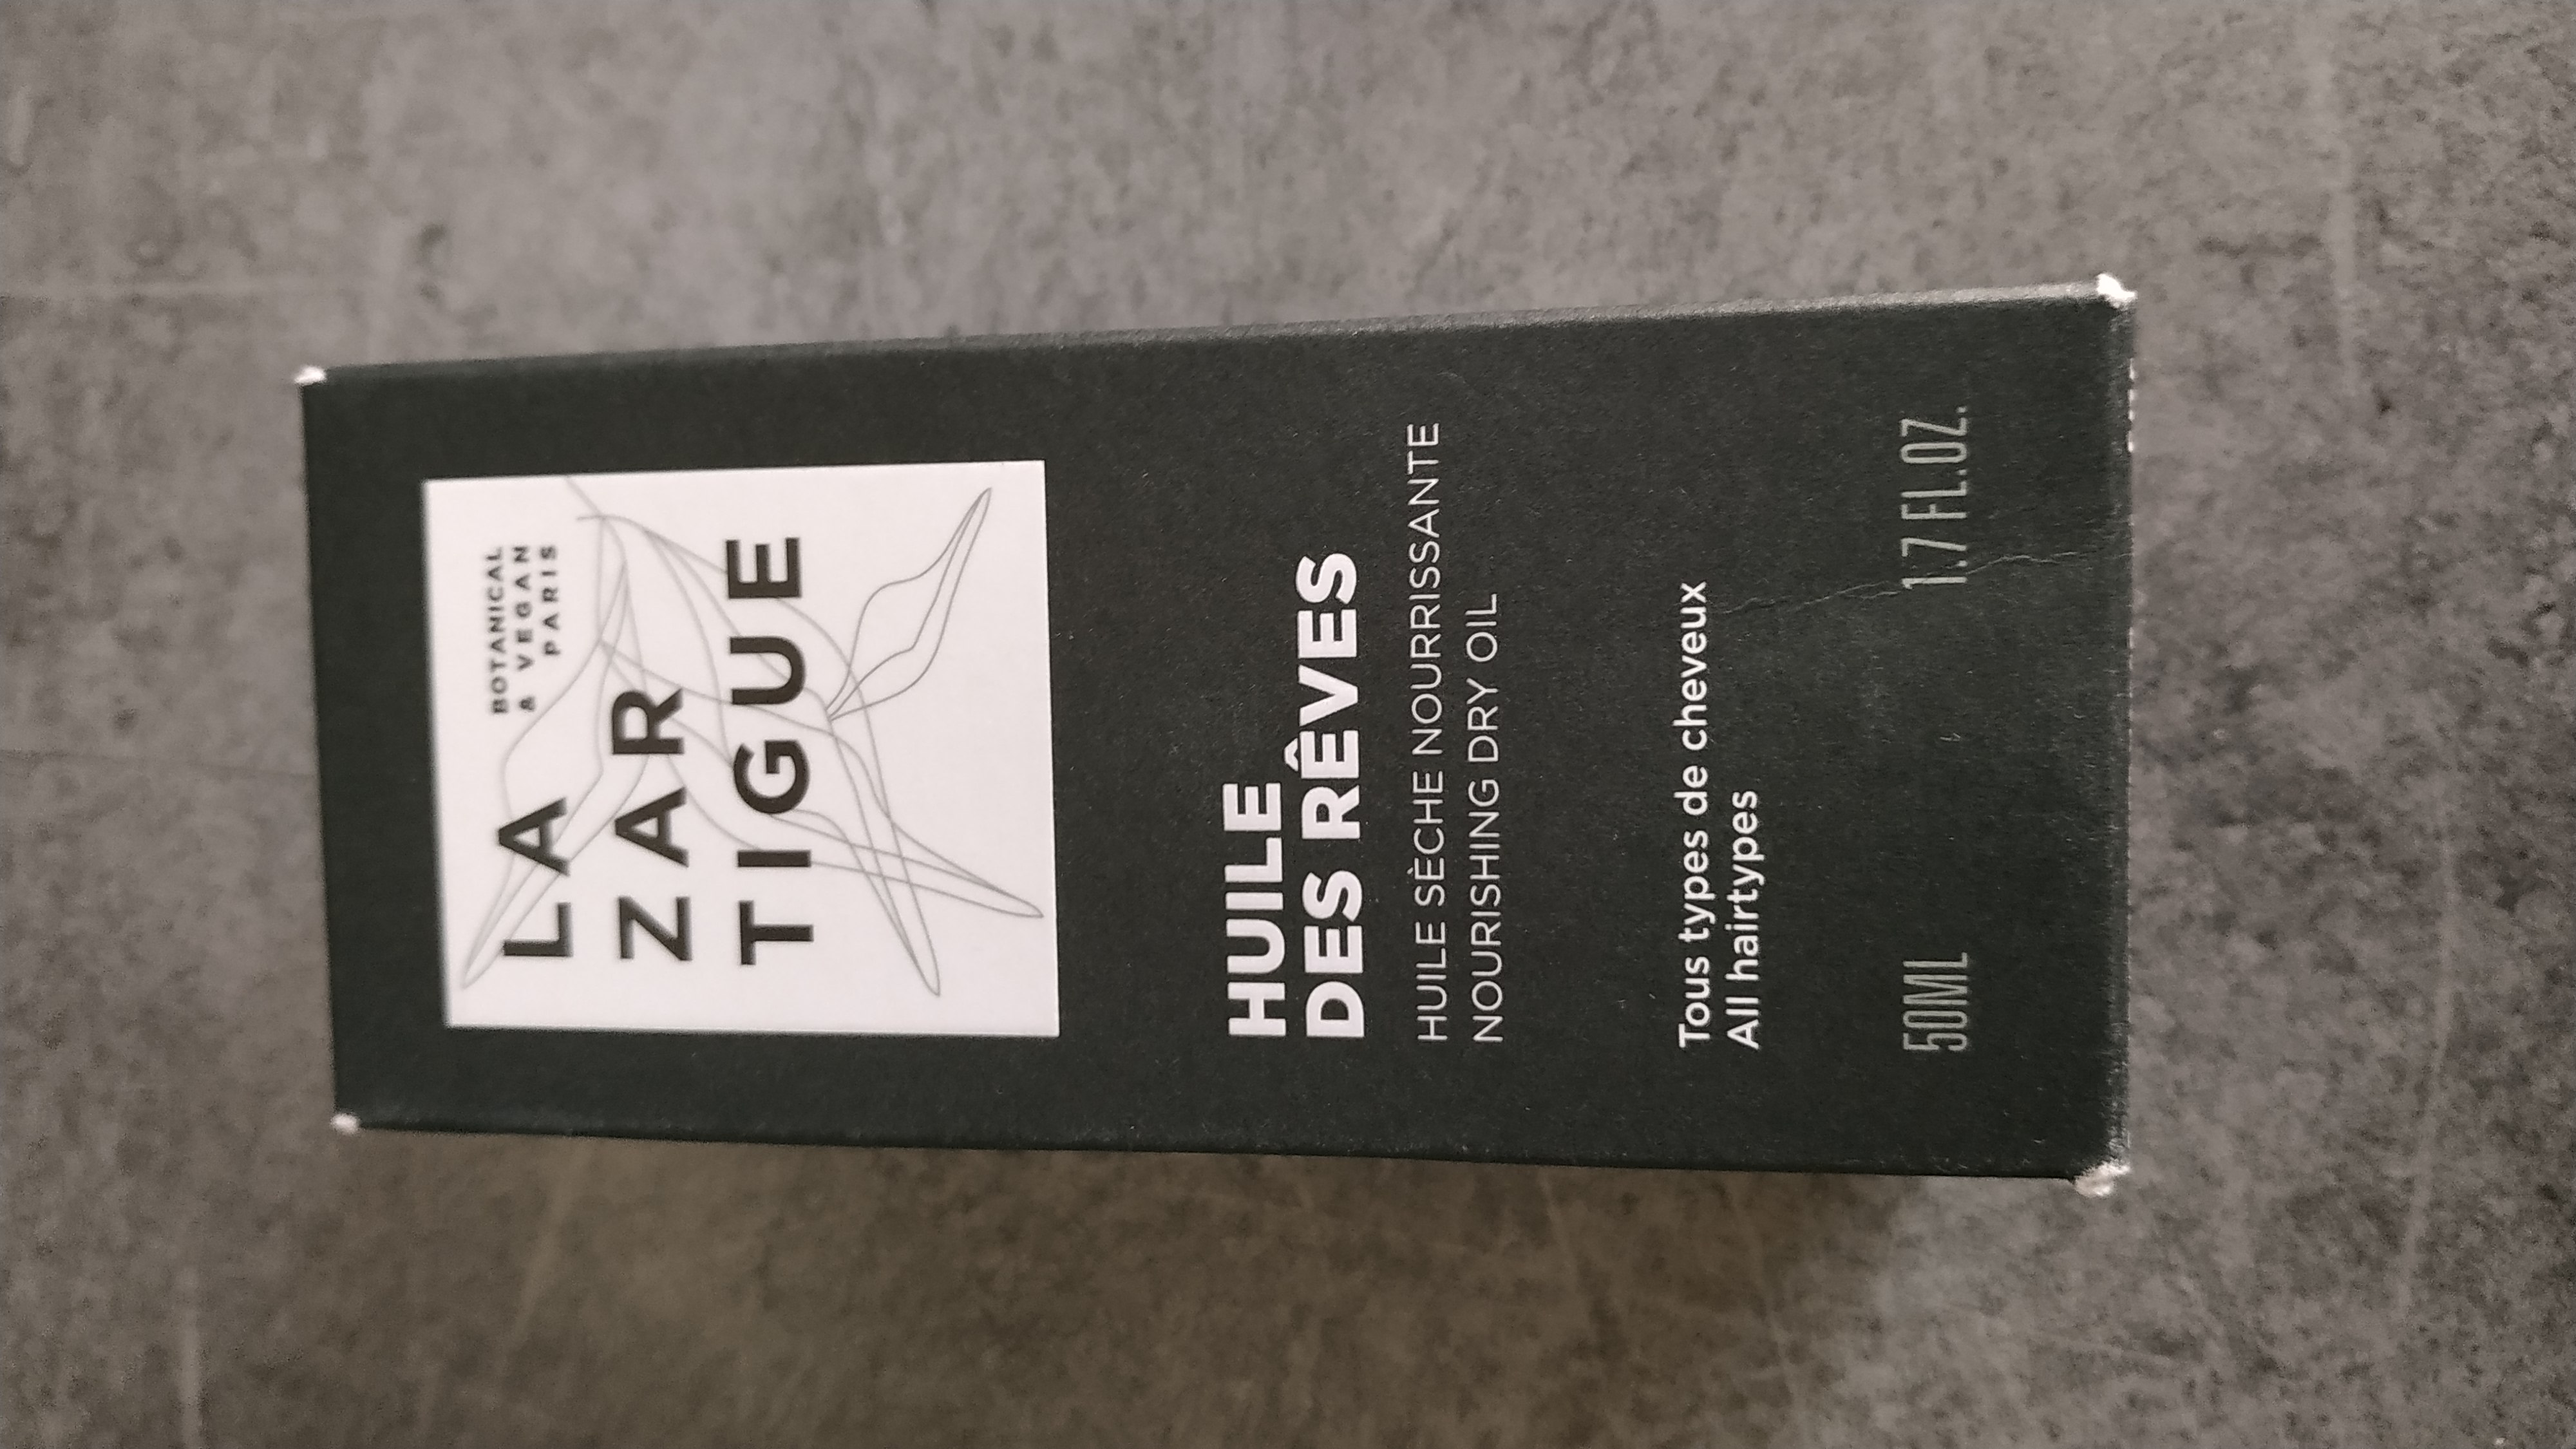 LA
BOTANICAL
& VEGAN
PARIS
ZAR
TIGUE
HUILE
DES RÊVES
HUILE SÈCHE NOURRISSANTE
NOURISHING DRY OIL
Tous types de cheveux
All hairtypes
50ML 1.7 FL.OZ.